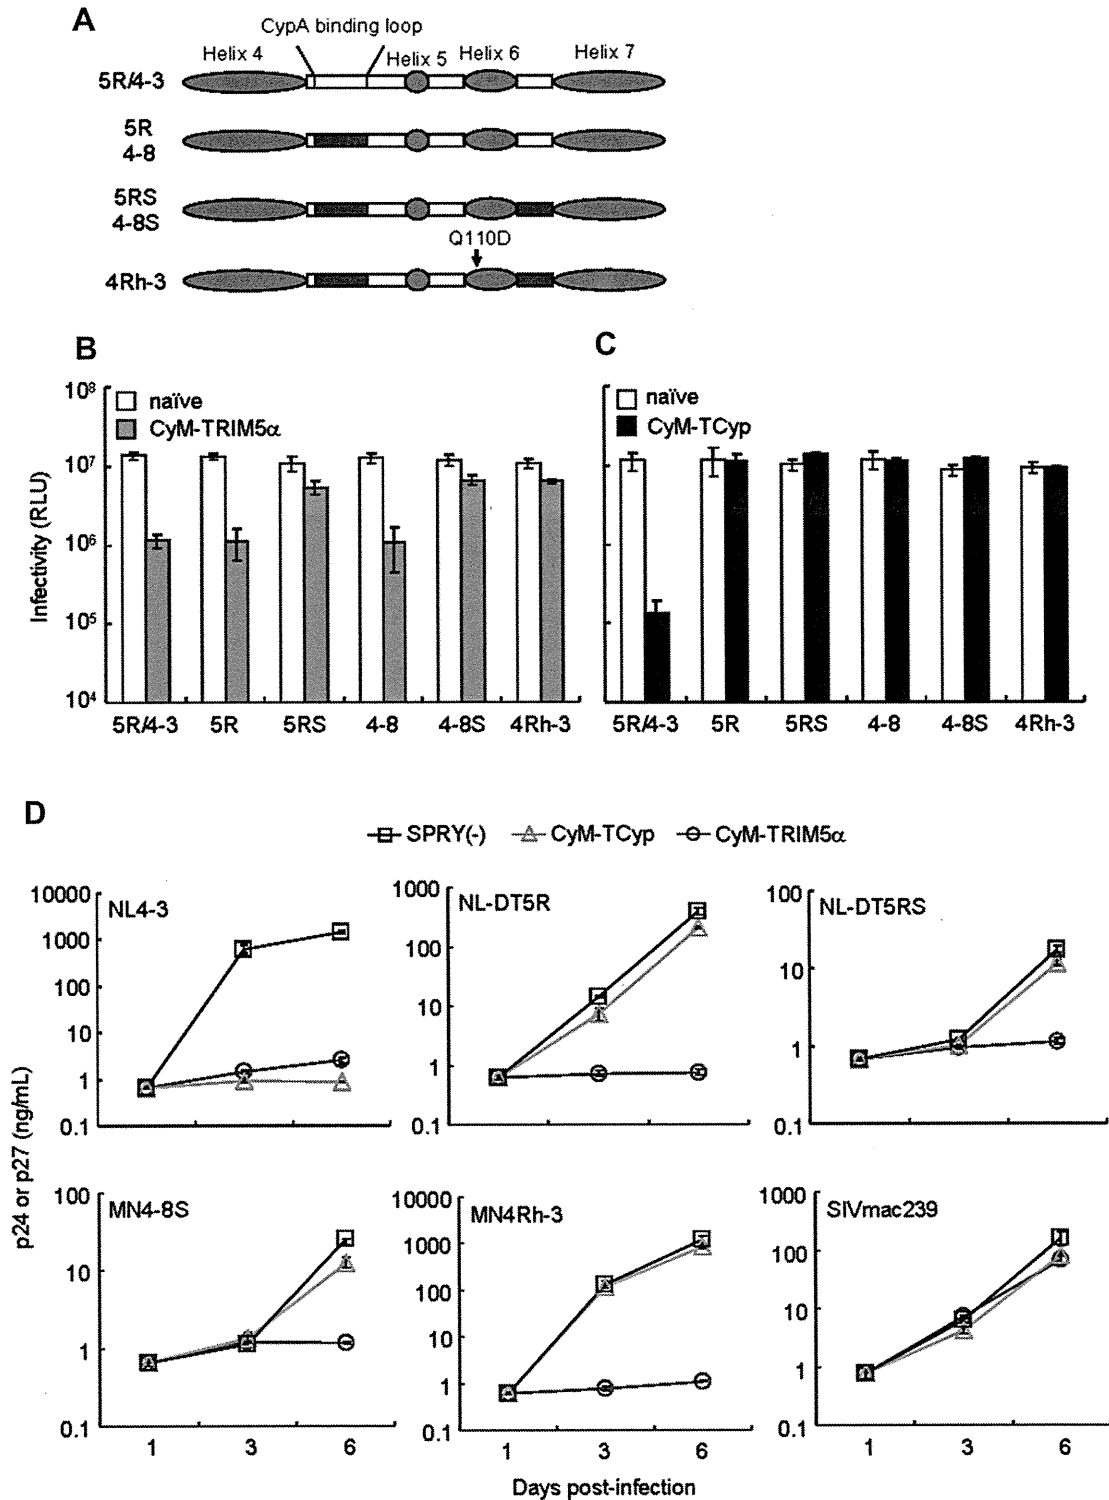 A
CypA binding loop
Helix 4
Helix 5
Helix 6
Helix 7
5R/4-3
5R
4-8
5RS
4-8S
Q110D
4Rh-3
B
naïve
CyM-TRIM5α
Infectivity (RLU)
10⁸
10⁷
10⁶
10⁵
10⁴
5R/4-3 5R 5RS 4-8 4-8S 4Rh-3
C
naïve
CyM-TCyp
5R/4-3 5R 5RS 4-8 4-8S 4Rh-3
D
SPRY(-) CyM-TCyp CyM-TRIM5α
p24 or p27 (ng/mL)
NL4-3
10000
1000
100
10
1
0.1
NL-DT5R
1000
100
10
1
0.1
NL-DT5RS
100
10
1
0.1
MN4-8S
100
10
1
0.1
1 3 6
MN4Rh-3
10000
1000
100
10
1
0.1
1 3 6
SIVmac239
1000
100
10
1
0.1
1 3 6
Days post-infection